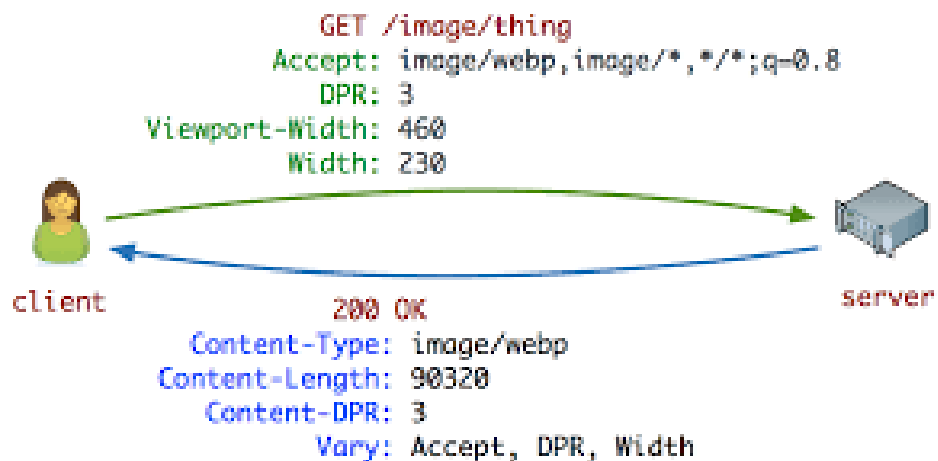 GET /image/thing
Accept: image/webp,image/*,*/*;q=0.8
DPR: 3
Viewport-Width: 460
Width: 230
client
server
200 OK
Content-Type: image/webp
Content-Length: 90320
Content-DPR: 3
Vary: Accept, DPR, Width